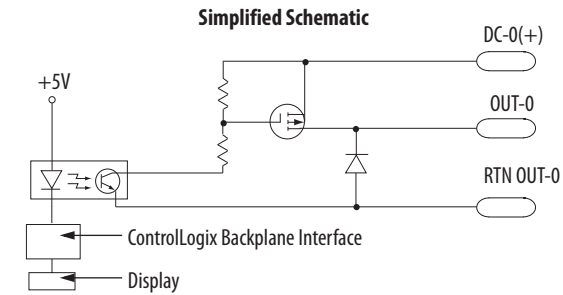 Simplified Schematic
DC-0(+)
+5V
OUT-0
RTN OUT-0
ControlLogix Backplane Interface
Display